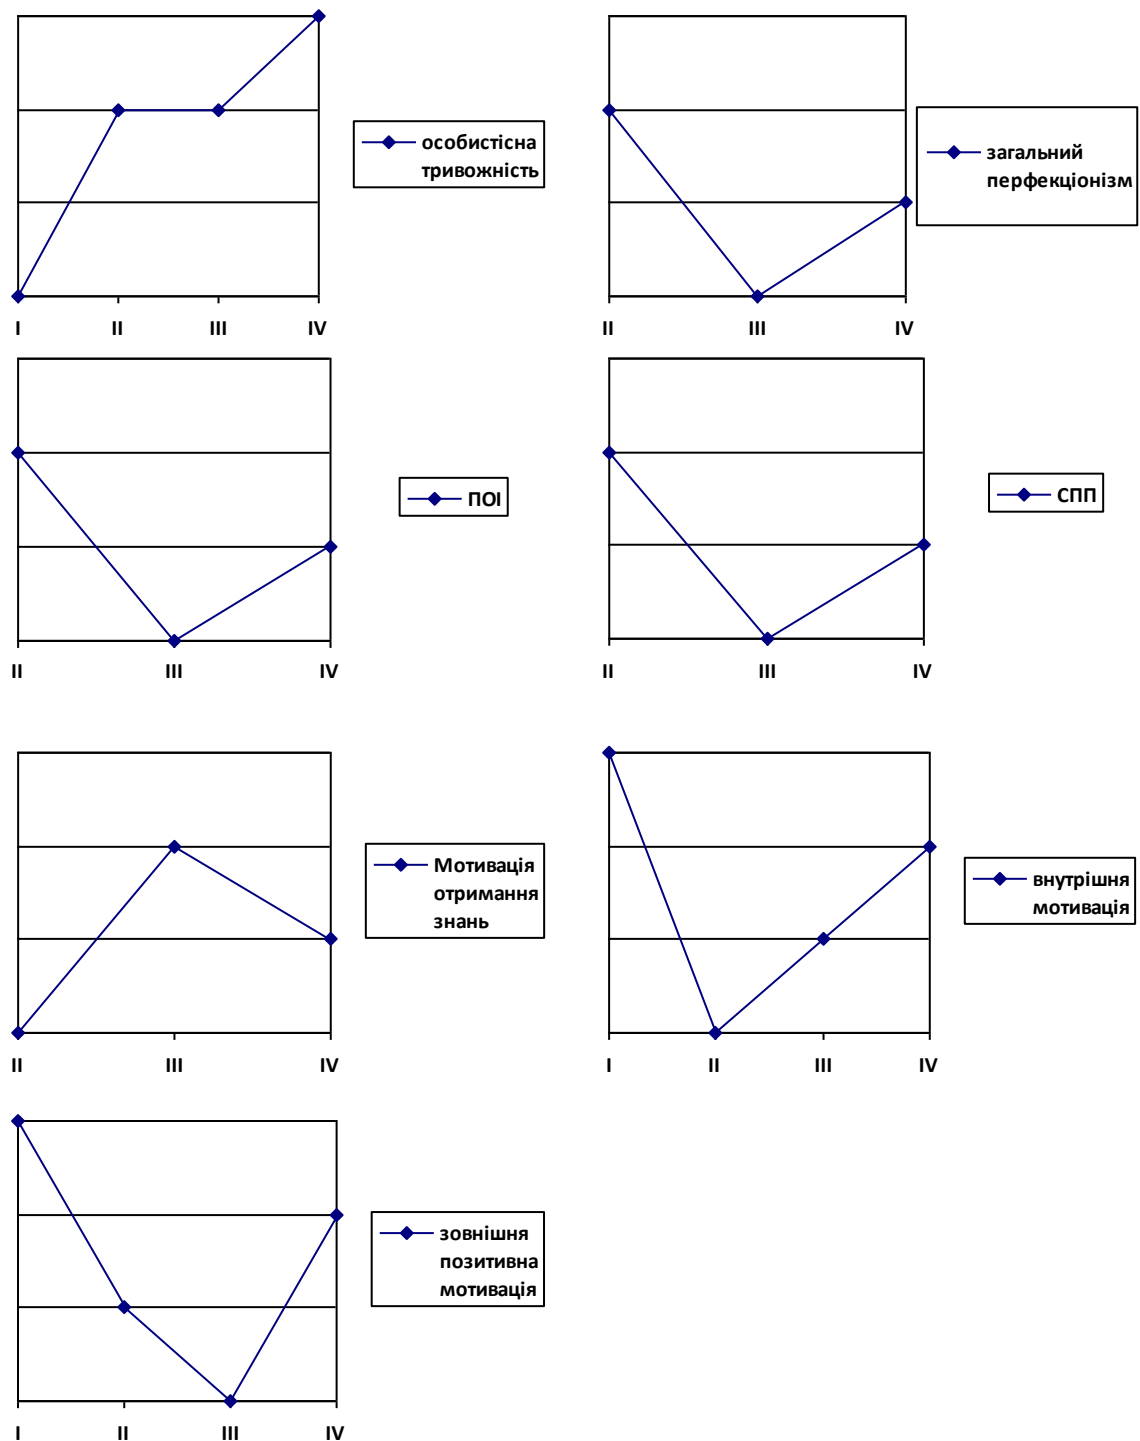 особистісна
тривожність
I II III IV
загальний
перфекціонізм
II III IV
ПОІ
II III IV
СПП
II III IV
Мотивація
отримання
знань
II III IV
внутрішня
мотивація
I II III IV
зовнішня
позитивна
мотивація
I II III IV